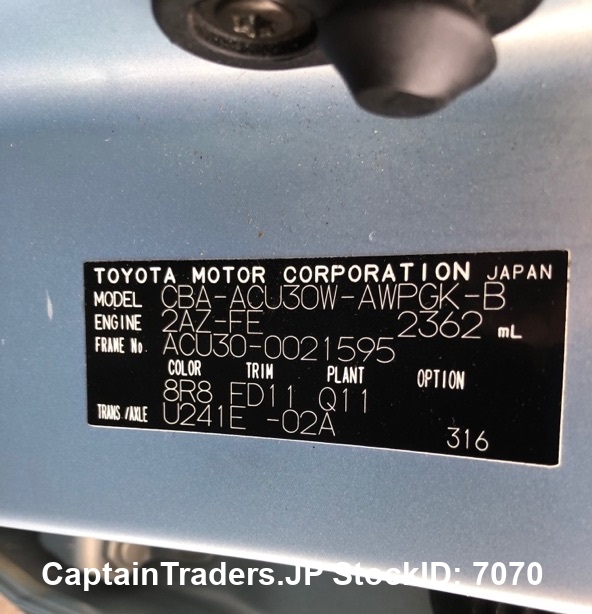 TOYOTA MOTOR CORPORATION JAPAN
MODEL CBA-ACU30W-AWPGK-B
ENGINE 2AZ-FE 2362 mL
FRAME No ACU30-0021595
COLOR TRIM PLANT OPTION
8R8 FD11 Q11
TRANS/AXLE U241E -02A
316
CaptainTraders.JP StockID: 7070